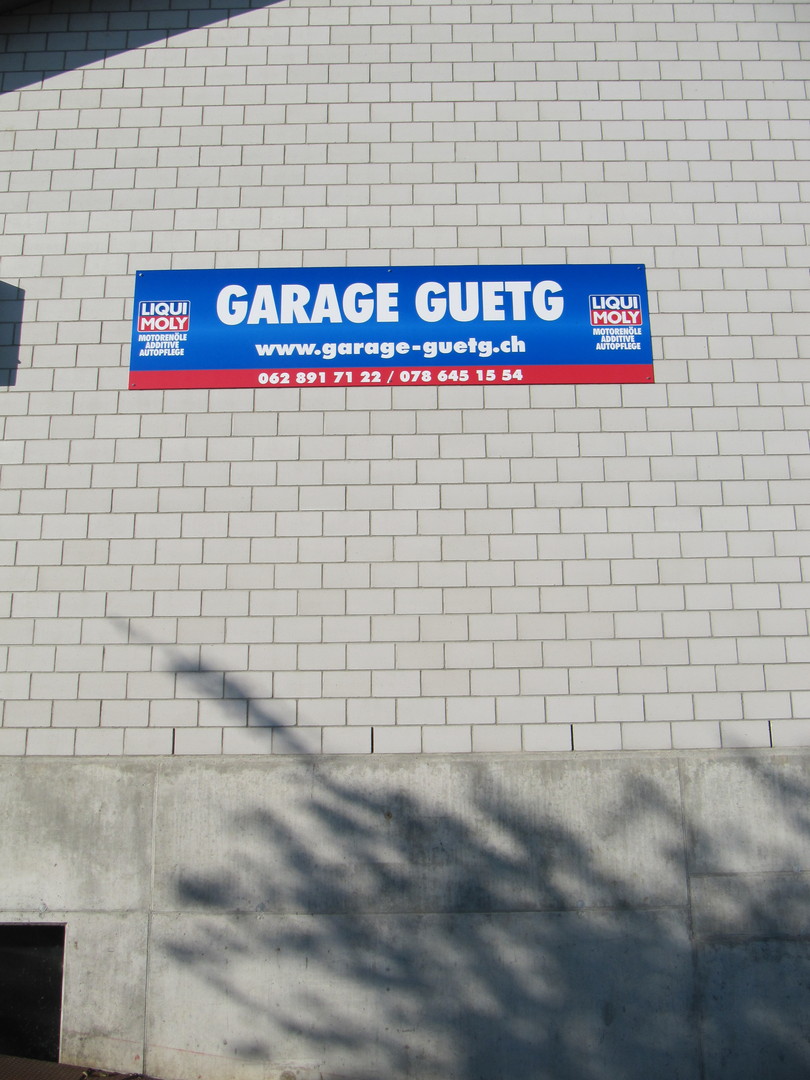 GARAGE GUETG
www.garage-guetg.ch
062 891 71 22 / 078 645 15 54
LIQUI
MOLY
MOTORENÖLE
ADDITIVE
AUTOPFLEGE
LIQUI
MOLY
MOTORENÖLE
ADDITIVE
AUTOPFLEGE